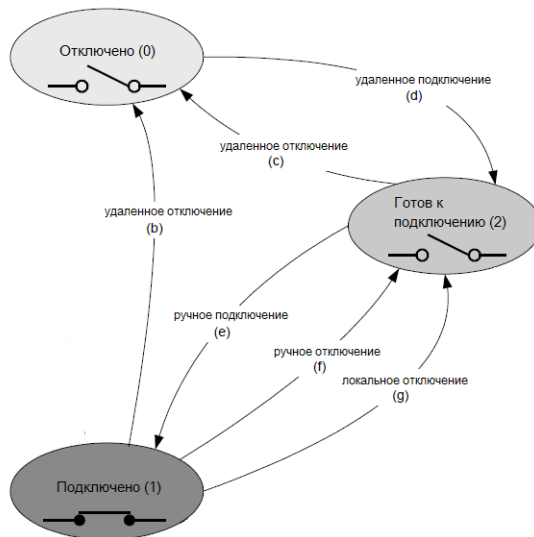 Отключено (0)
удаленное подключение
(d)
удаленное отключение
(c)
Готов к
подключению (2)
удаленное отключение
(b)
ручное подключение
(e)
ручное отключение
(f)
локальное отключение
(g)
Подключено (1)